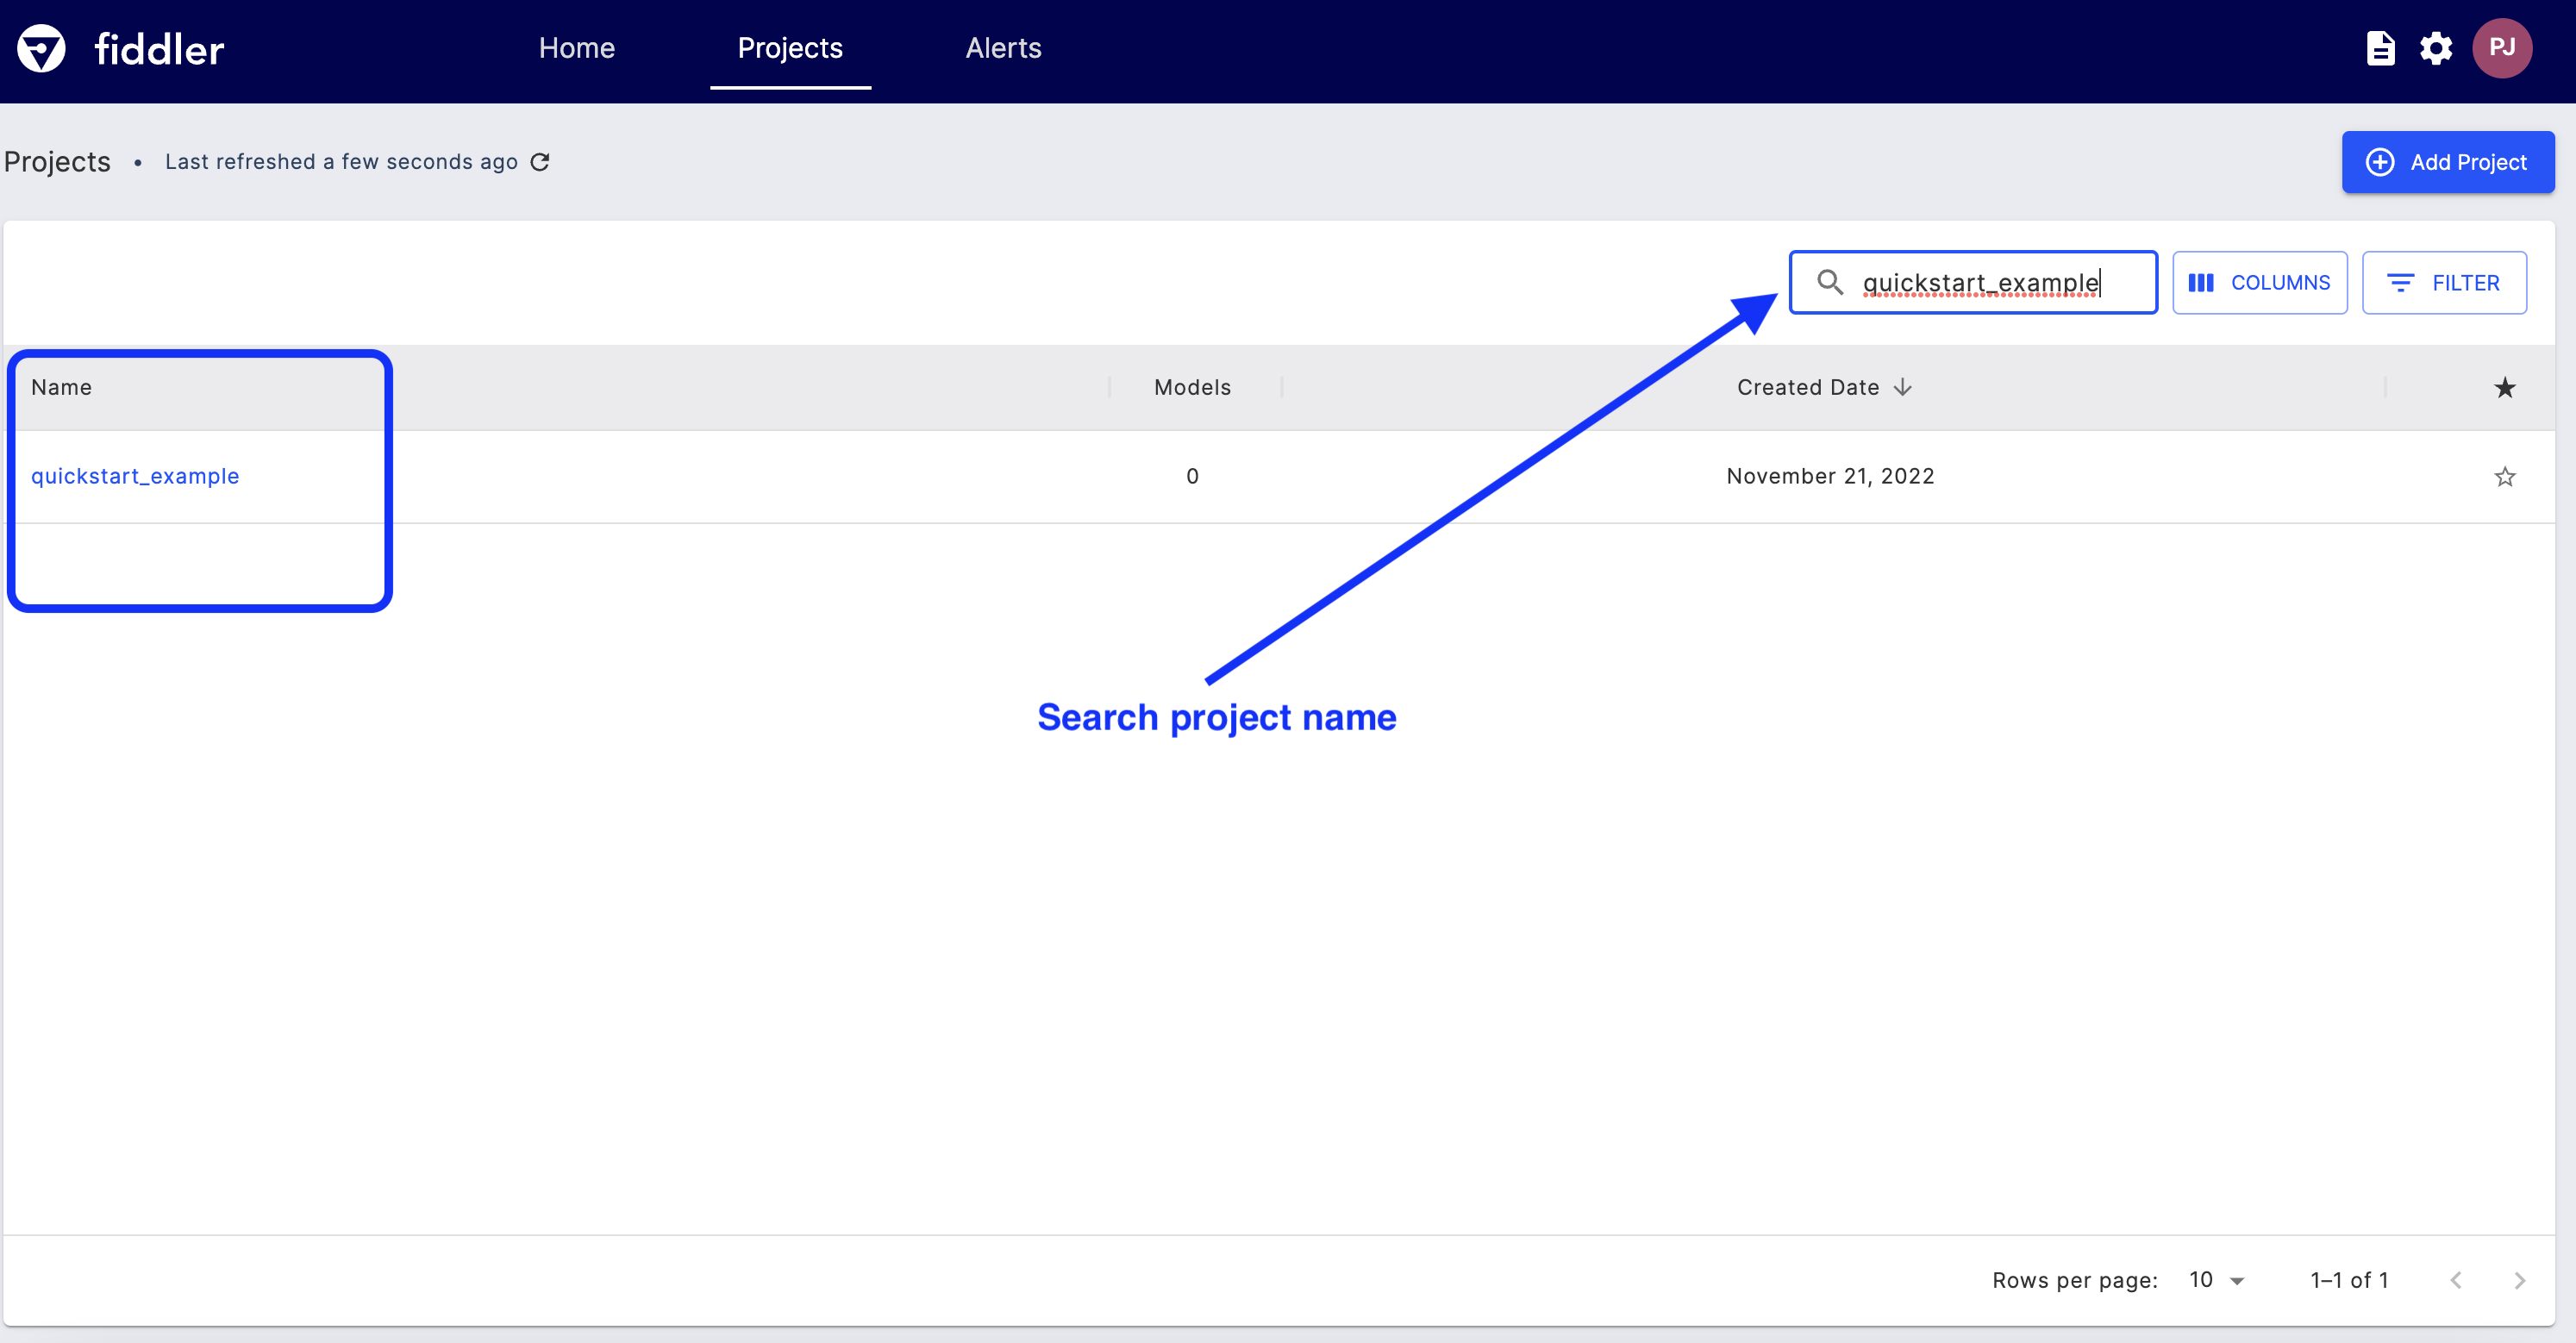 fiddler
Home Projects Alerts PJ
Projects • Last refreshed a few seconds ago
Add Project
quickstart_example COLUMNS FILTER
Name Models Created Date
quickstart_example 0 November 21, 2022
Search project name
Rows per page: 10 1–1 of 1